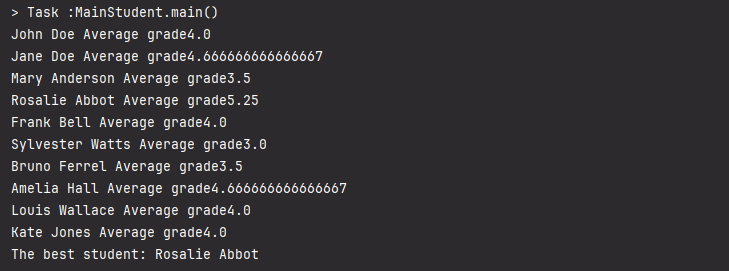 > Task :MainStudent.main()
John Doe Average grade4.0
Jane Doe Average grade4.666666666666667
Mary Anderson Average grade3.5
Rosalie Abbot Average grade5.25
Frank Bell Average grade4.0
Sylvester Watts Average grade3.0
Bruno Ferrel Average grade3.5
Amelia Hall Average grade4.666666666666667
Louis Wallace Average grade4.0
Kate Jones Average grade4.0
The best student: Rosalie Abbot